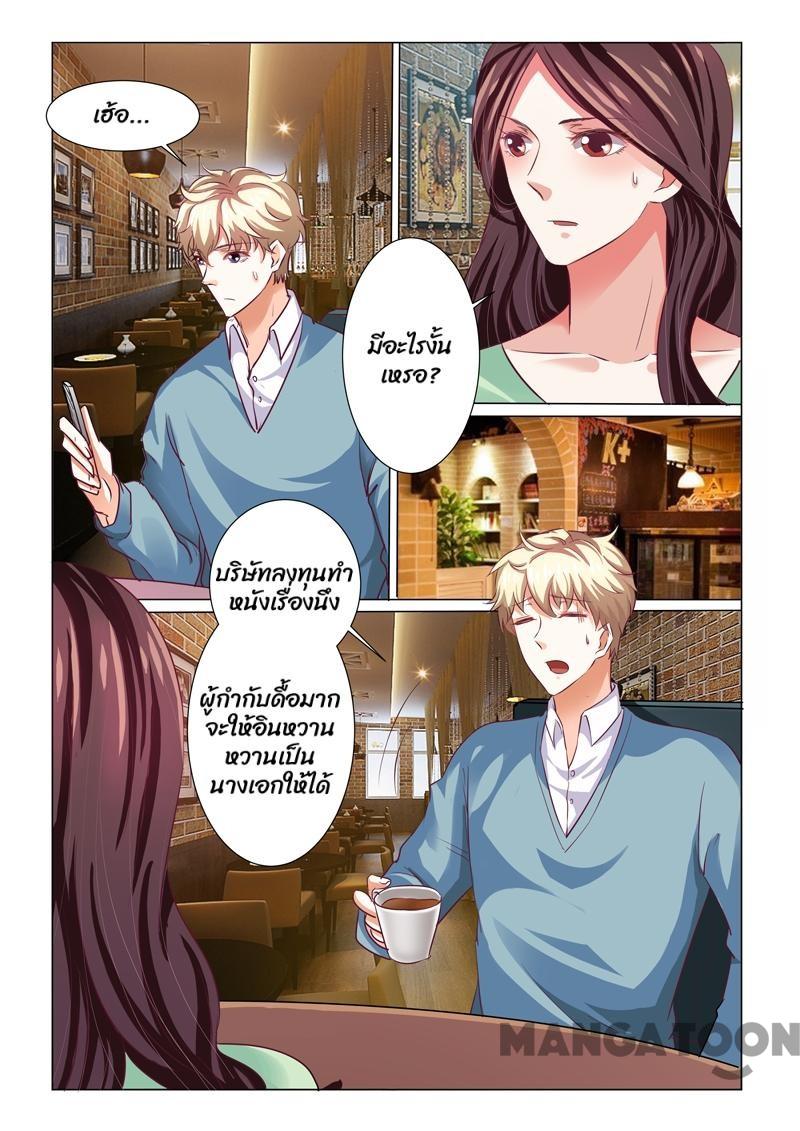 เฮ้อ...
มีอะไรงั้น
เหรอ?
K+
บริษัทลงทุนทำ
หนังเรื่องนึง
ผู้กำกับดื้อมาก
จะให้อินหวาน
หวานเป็น
นางเอกให้ได้
MANGATOON